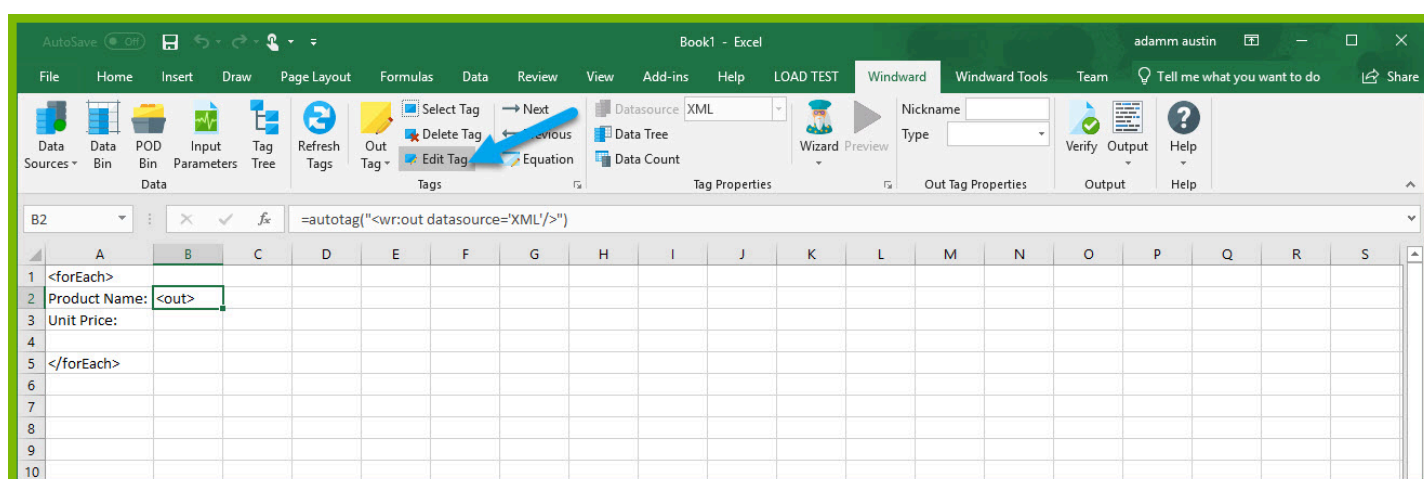 AutoSave Off Book1 - Excel adamm austin
File Home Insert Draw Page Layout Formulas Data Review View Add-ins Help LOAD TEST Windward Windward Tools Team Tell me what you want to do Share
Data Sources
Data Bin
POD Bin
Input Parameters
Tag Tree
Data
Refresh Tags
Out Tag
Select Tag
Delete Tag
Edit Tag
Next
Previous
Equation
Tags
Datasource XML
Data Tree
Data Count
Wizard
Preview
Tag Properties
Nickname
Type
Out Tag Properties
Verify
Output
Output
Help
Help
B2 fx =autotag("<wr:out datasource='XML'/>")
A B C D E F G H I J K L M N O P Q R S
1 <forEach>
2 Product Name: <out>
3 Unit Price:
4
5 </forEach>
6
7
8
9
10